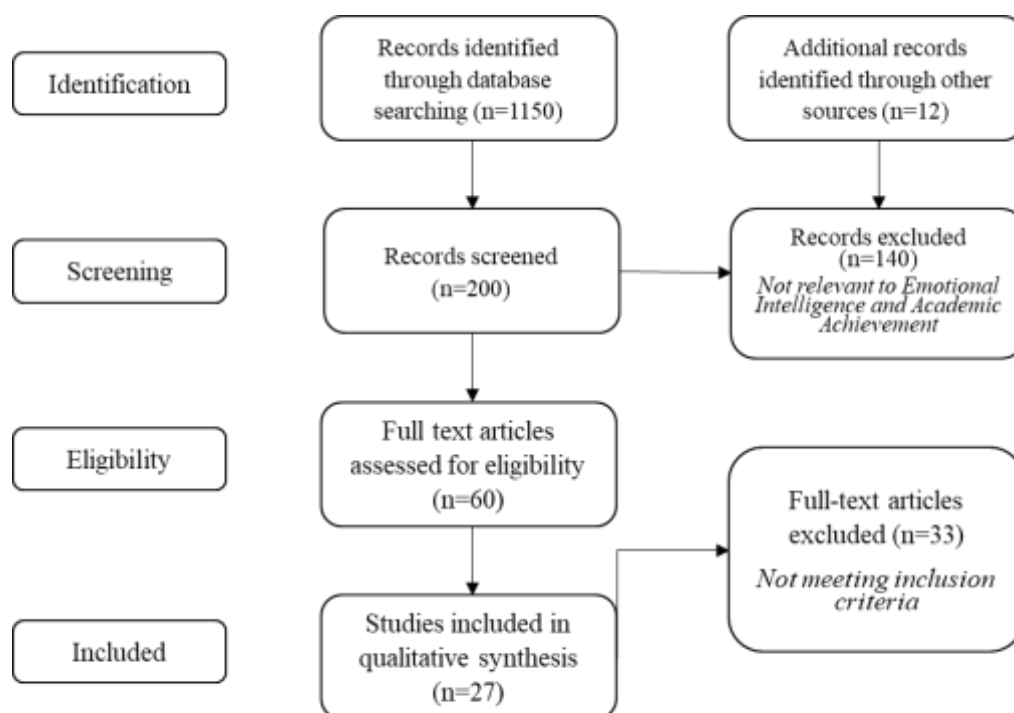 Identification
Records identified
through database
searching (n=1150)
Additional records
identified through other
sources (n=12)
Screening
Records screened
(n=200)
Records excluded
(n=140)
Not relevant to Emotional
Intelligence and Academic
Achievement
Eligibility
Full text articles
assessed for eligibility
(n=60)
Full-text articles
excluded (n=33)
Not meeting inclusion
criteria
Included
Studies included in
qualitative synthesis
(n=27)